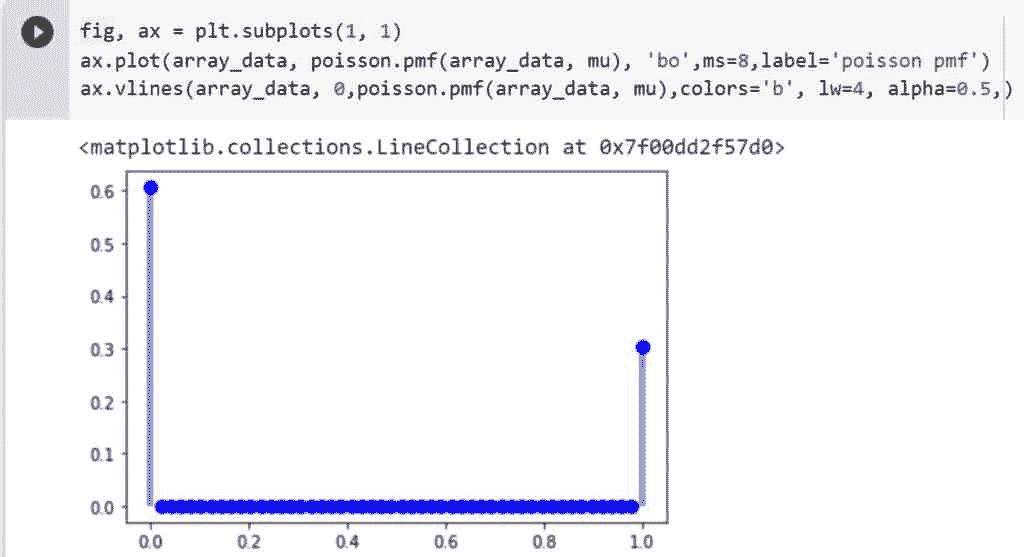 fig, ax = plt.subplots(1, 1)
ax.plot(array_data, poisson.pmf(array_data, mu), 'bo',ms=8,label='poisson pmf')
ax.vlines(array_data, 0,poisson.pmf(array_data, mu),colors='b', lw=4, alpha=0.5,)
<matplotlib.collections.LineCollection at 0x7f00dd2f57d0>
0.6
0.5
0.4
0.3
0.2
0.1
0.0
0.0 0.2 0.4 0.6 0.8 1.0